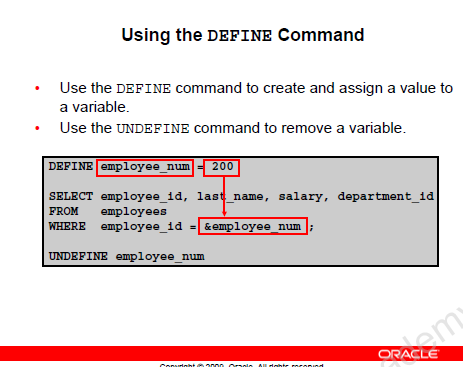 Using the DEFINE Command
• Use the DEFINE command to create and assign a value to
a variable.
• Use the UNDEFINE command to remove a variable.
DEFINE employee_num = 200
SELECT employee_id, last_name, salary, department_id
FROM employees
WHERE employee_id = &employee_num ;
UNDEFINE employee_num
ORACLE
Copyright © 2009, Oracle. All rights reserved.